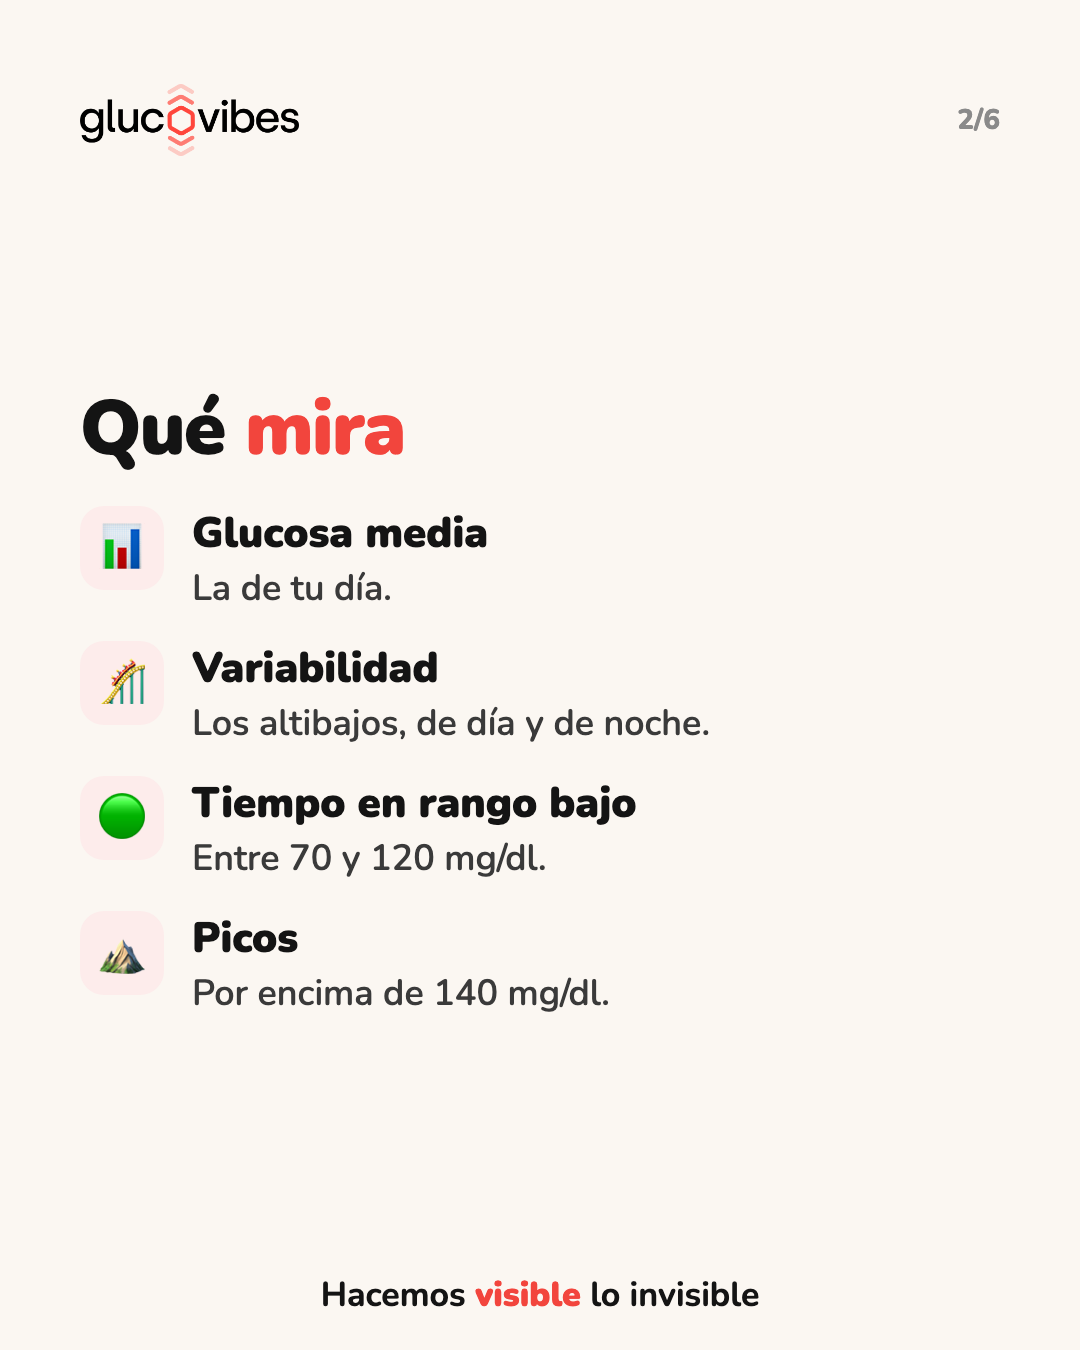 glucovibes
2/6
Qué mira
Glucosa media
La de tu día.
Variabilidad
Los altibajos, de día y de noche.
Tiempo en rango bajo
Entre 70 y 120 mg/dl.
Picos
Por encima de 140 mg/dl.
Hacemos visible lo invisible